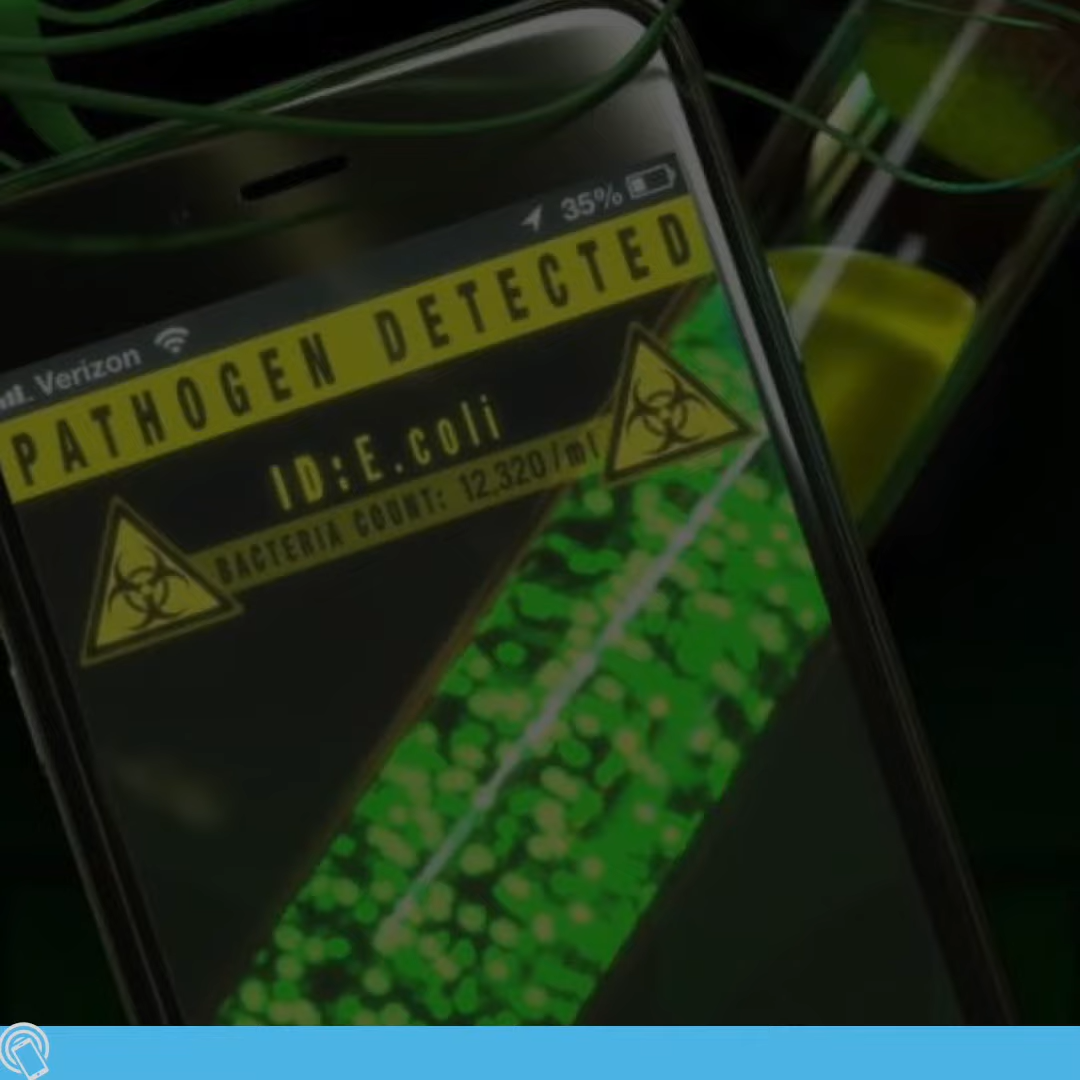 Verizon 35%
PATHOGEN DETECTED
ID:E.coli
BACTERIA COUNT: 12,320/ml